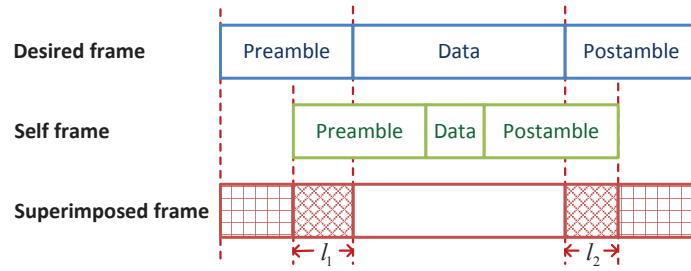 Desired frame Preamble Data Postamble
Self frame Preamble Data Postamble
Superimposed frame
l₁ l₂